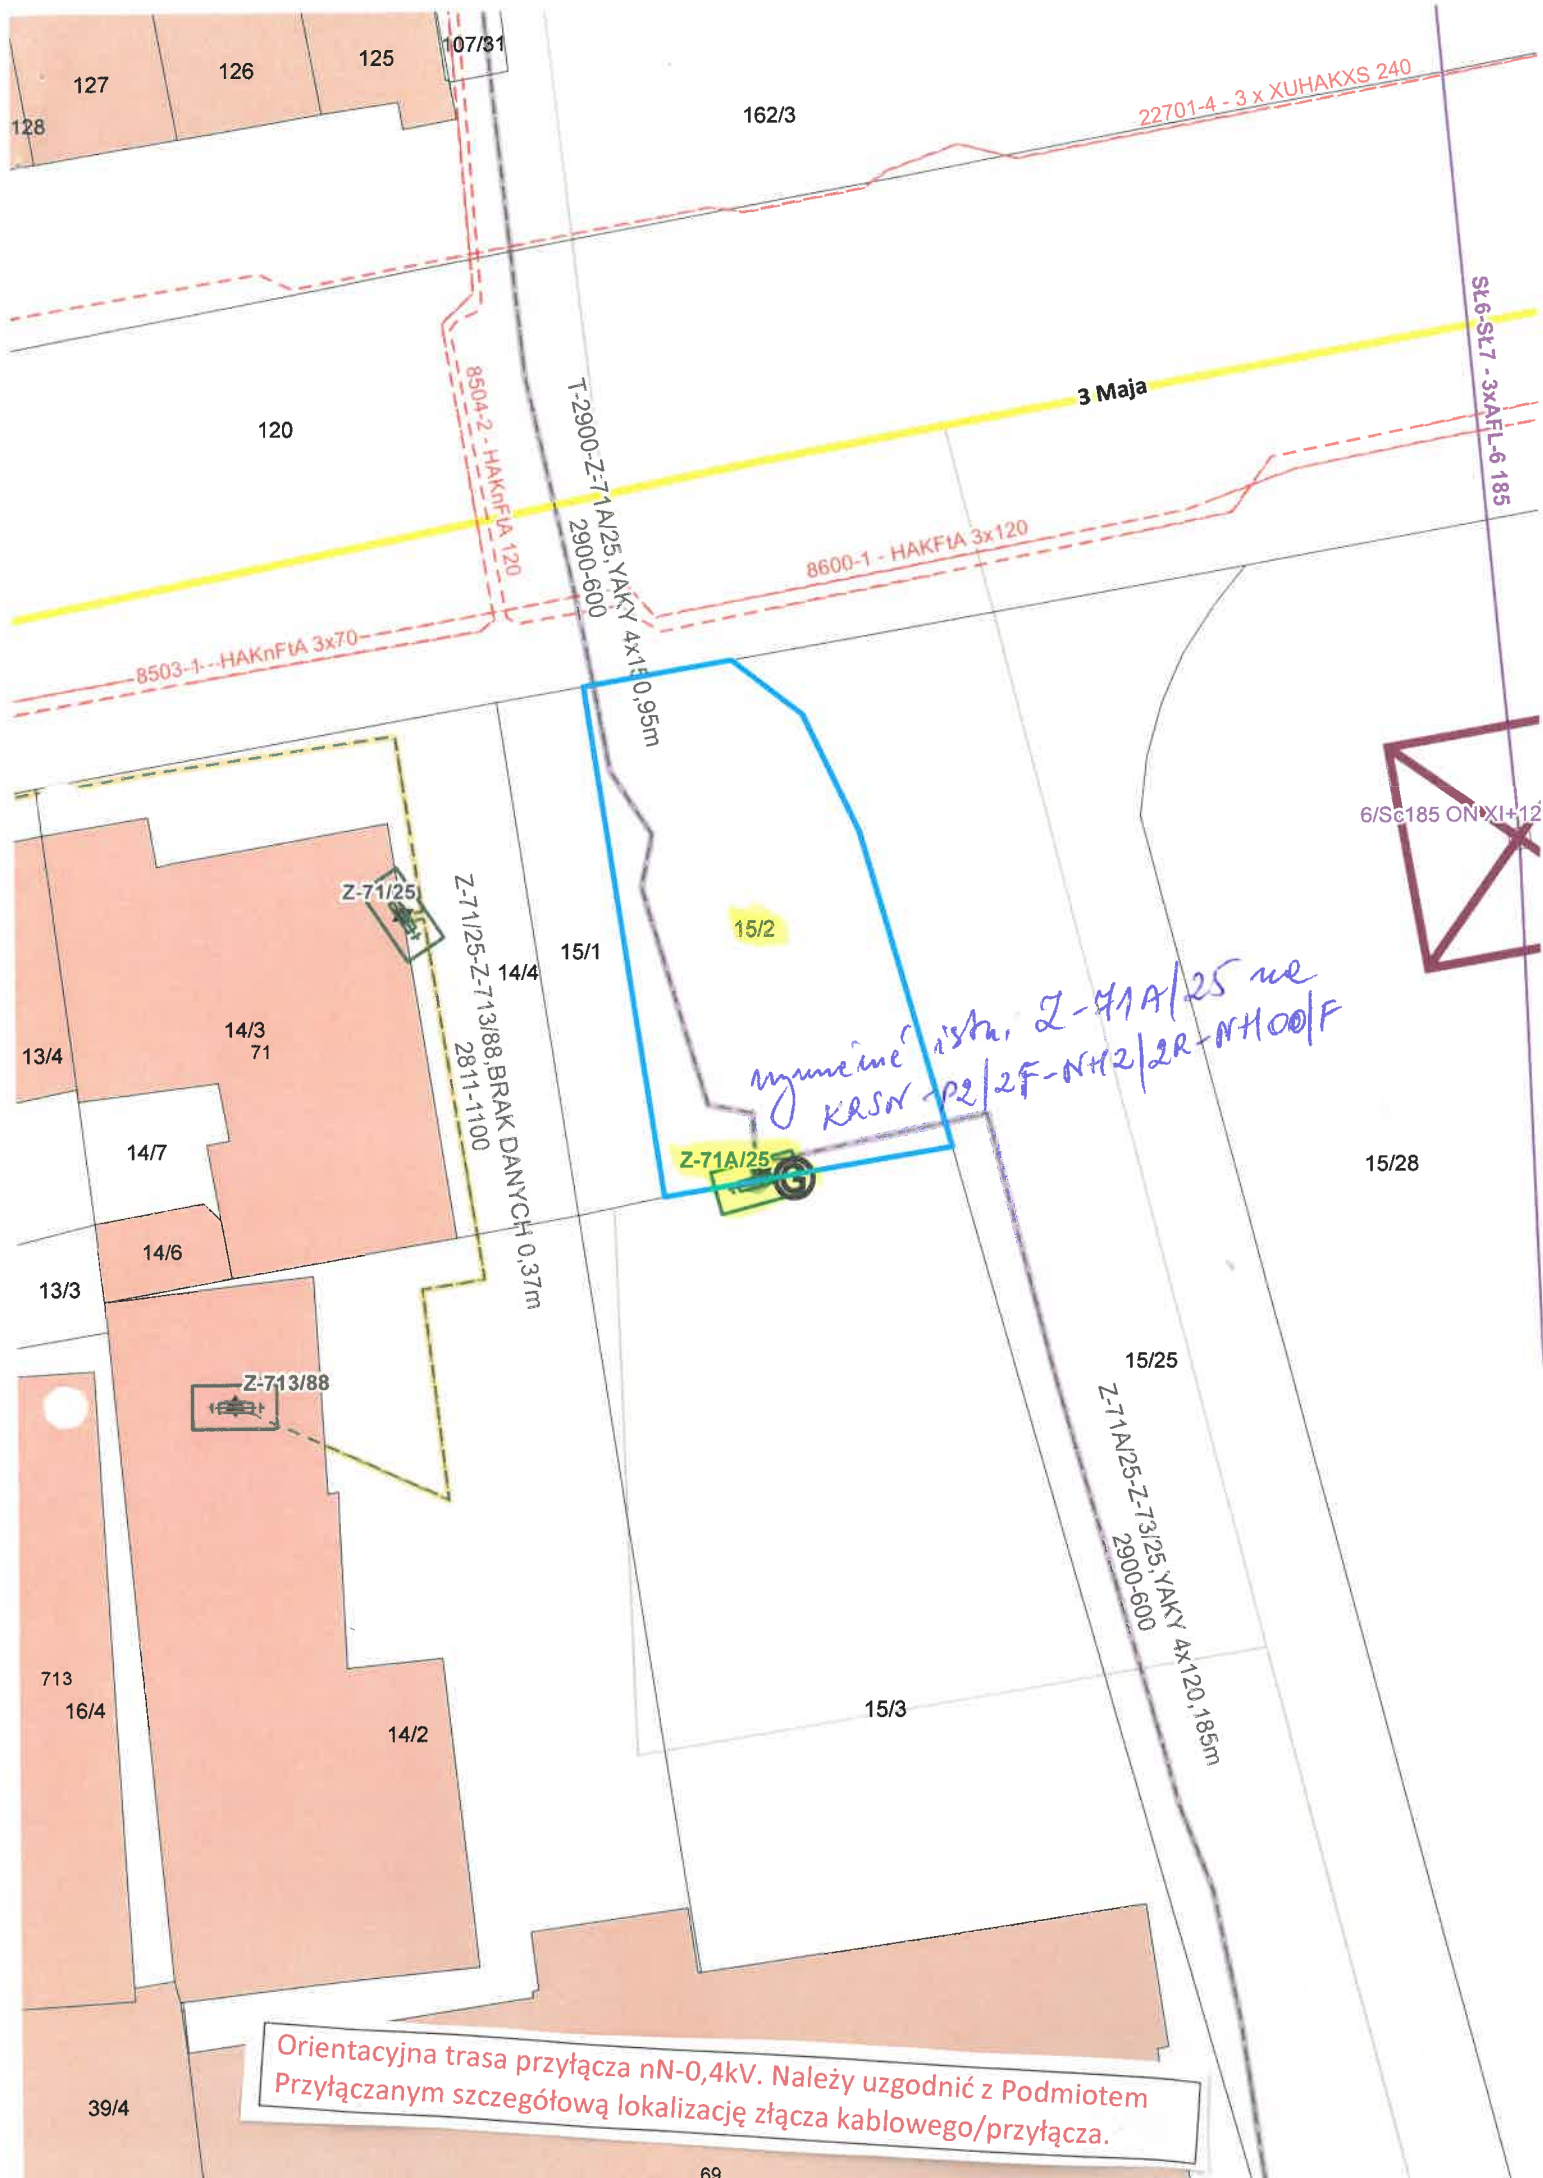 107/31
125
126
127
128
162/3
22701-4 - 3 x XUHAKXS 240
SŁ6-SŁ7 - 3xAFL-6 185
3 Maja
120
8504-2 - HAKnFtA 120
T-2900-Z-71A/25,YAKY 4x150,95m
2900-600
8600-1 - HAKFtA 3x120
8503-1 - HAKnFtA 3x70
6/Sc185 ON XI+12
Z-71/25
15/2
15/1
14/4
Z-71/25-Z-713/88,BRAK DANYCH 0,37m
2811-1100
14/3
71
13/4
wymienić istn. Z-71A/25 na
KRSN-P2/2F-NH2/2R-NH00/F
14/7
Z-71A/25
G
15/28
14/6
13/3
15/25
Z-713/88
Z-71A/25-Z-73/25,YAKY 4x120,185m
2900-600
713
16/4
14/2
15/3
Orientacyjna trasa przyłącza nN-0,4kV. Należy uzgodnić z Podmiotem
Przyłączanym szczegółową lokalizację złącza kablowego/przyłącza.
39/4
69